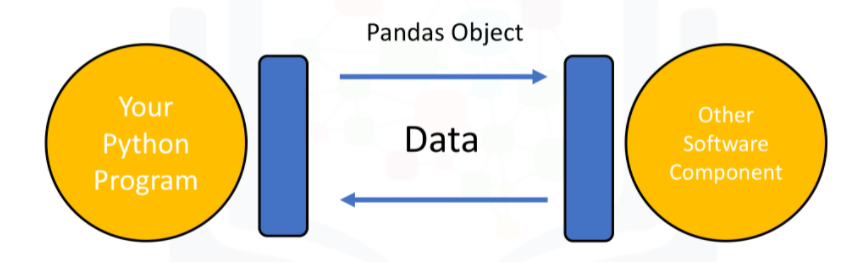 Pandas Object
Your
Python
Program
Data
Other
Software
Component